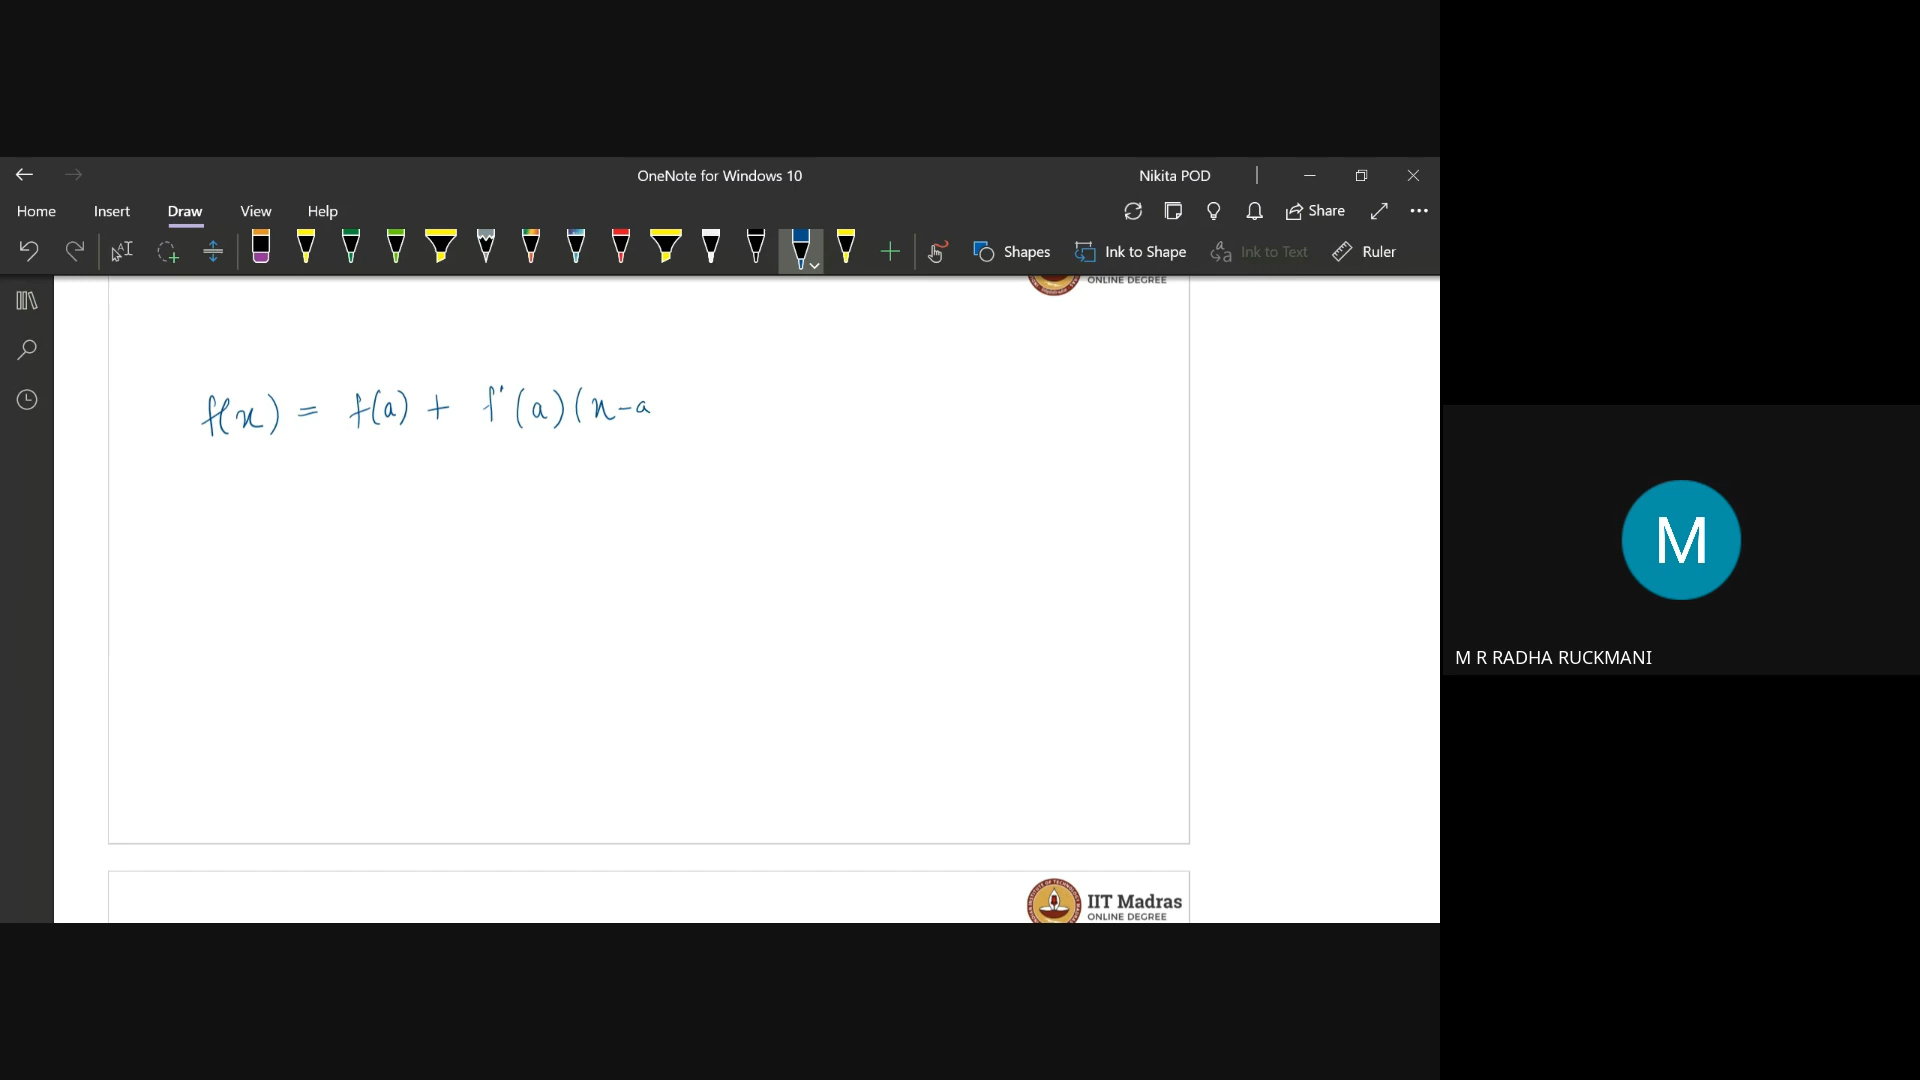 OneNote for Windows 10
Nikita POD
Home Insert Draw View Help
Share
Shapes Ink to Shape Ink to Text Ruler
ONLINE DEGREE
f(x) = f(a) + f'(a)(x-a
M
M R RADHA RUCKMANI
IIT Madras
ONLINE DEGREE